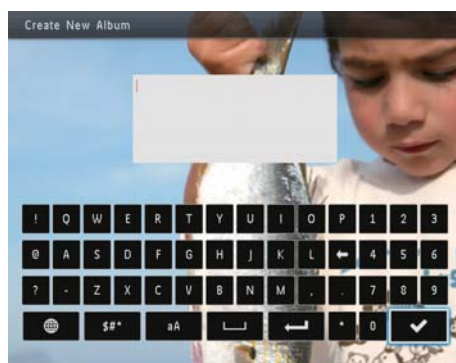 Create New Album
! Q W E R T Y U I O P 1 2 3
@ A S D F G H J K L ← 4 5 6
? - Z X C V B N M , . 7 8 9
$#* aA * 0